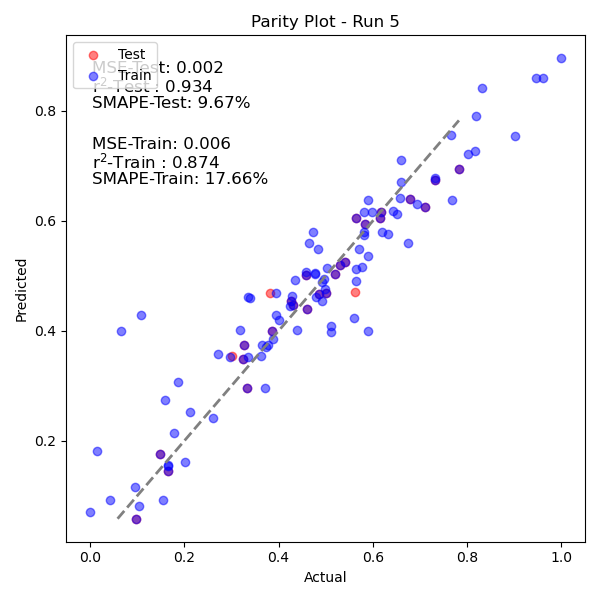 Parity Plot - Run 5
Test
Train
MSE-Test: 0.002
r²-Test : 0.934
SMAPE-Test: 9.67%
MSE-Train: 0.006
r²-Train : 0.874
SMAPE-Train: 17.66%
Predicted
0.8
0.6
0.4
0.2
0.0 0.2 0.4 0.6 0.8 1.0
Actual